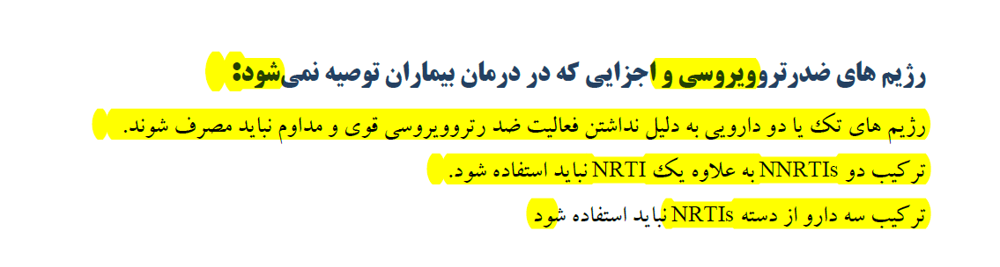 رژیم های ضدرتروویروسی و اجزایی که در درمان بیماران توصیه نمی‌شود:
رژیم های تک یا دو دارویی به دلیل نداشتن فعالیت ضد رتروویروسی قوی و مداوم نباید مصرف شوند.
ترکیب دو NNRTIs به علاوه یک NRTI نباید استفاده شود.
ترکیب سه دارو از دسته NRTIs نباید استفاده شود